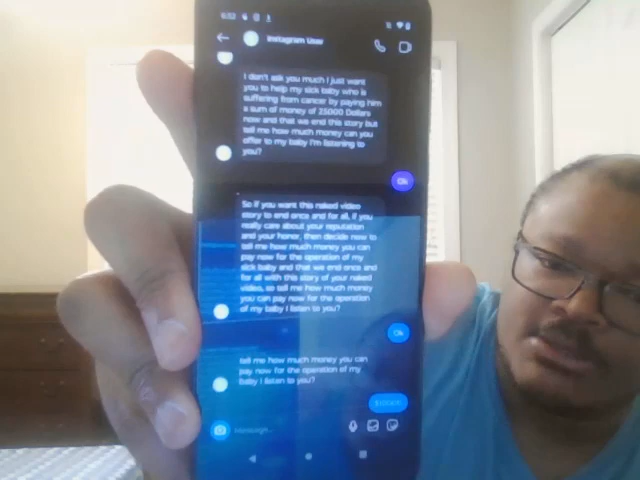 Instagram User
I don't ask you much I just want
you to help my sick baby who is
suffering from cancer by paying him
a sum of money of 25000 Dollars
now and that we end this story but
tell me how much money can you
offer to my baby I'm listening to
you?
Ok
So if you want this naked video
story to end once and for all, if you
really care about your reputation
and your honor, then decide now to
tell me how much money you can
pay now for the operation of my
sick baby and that we end once and
for all with this story of your naked
video, so tell me how much money
you can pay now for the operation
of my baby I listen to you?
Ok
tell me how much money you can
pay now for the operation of my
baby I listen to you?
Message...